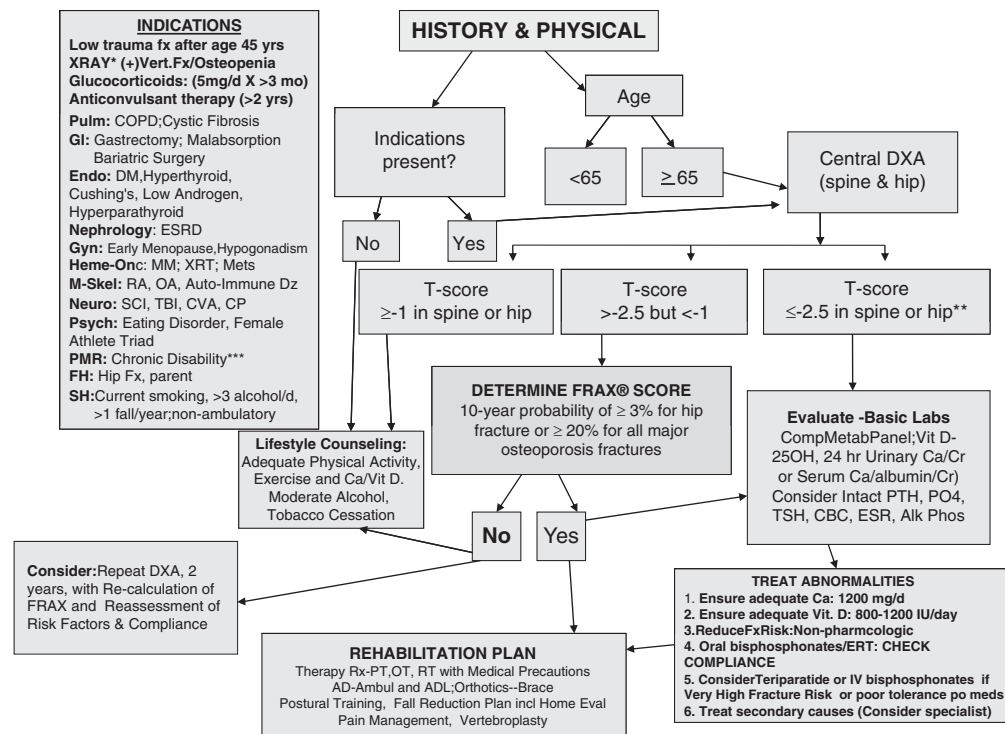 INDICATIONS
Low trauma fx after age 45 yrs
XRAY* (+)Vert.Fx/Osteopenia
Glucocorticoids: (5mg/d X >3 mo)
Anticonvulsant therapy (>2 yrs)
Pulm: COPD;Cystic Fibrosis
GI: Gastrectomy; Malabsorption
Bariatric Surgery
Endo: DM,Hyperthyroid,
Cushing's, Low Androgen,
Hyperparathyroid
Nephrology: ESRD
Gyn: Early Menopause,Hypogonadism
Heme-Onc: MM; XRT; Mets
M-Skel: RA, OA, Auto-Immune Dz
Neuro: SCI, TBI, CVA, CP
Psych: Eating Disorder, Female
Athlete Triad
PMR: Chronic Disability***
FH: Hip Fx, parent
SH:Current smoking, >3 alcohol/d,
>1 fall/year;non-ambulatory
HISTORY & PHYSICAL
Age
Indications
present?
<65
≥65
Central DXA
(spine & hip)
No
Yes
T-score
≥-1 in spine or hip
T-score
>-2.5 but <-1
T-score
≤-2.5 in spine or hip**
DETERMINE FRAX® SCORE
10-year probability of ≥ 3% for hip
fracture or ≥ 20% for all major
osteoporosis fractures
Evaluate -Basic Labs
CompMetabPanel;Vit D-
25OH, 24 hr Urinary Ca/Cr
or Serum Ca/albumin/Cr)
Consider Intact PTH, PO4,
TSH, CBC, ESR, Alk Phos
Lifestyle Counseling:
Adequate Physical Activity,
Exercise and Ca/Vit D.
Moderate Alcohol,
Tobacco Cessation
No
Yes
Consider:Repeat DXA, 2
years, with Re-calculation of
FRAX and Reassessment of
Risk Factors & Compliance
TREAT ABNORMALITIES
1. Ensure adequate Ca: 1200 mg/d
2. Ensure adequate Vit. D: 800-1200 IU/day
3.ReduceFxRisk:Non-pharmcologic
4. Oral bisphosphonates/ERT: CHECK
COMPLIANCE
5. ConsiderTeriparatide or IV bisphosphonates if
Very High Fracture Risk or poor tolerance po meds
6. Treat secondary causes (Consider specialist)
REHABILITATION PLAN
Therapy Rx-PT,OT, RT with Medical Precautions
AD-Ambul and ADL;Orthotics--Brace
Postural Training, Fall Reduction Plan incl Home Eval
Pain Management, Vertebroplasty